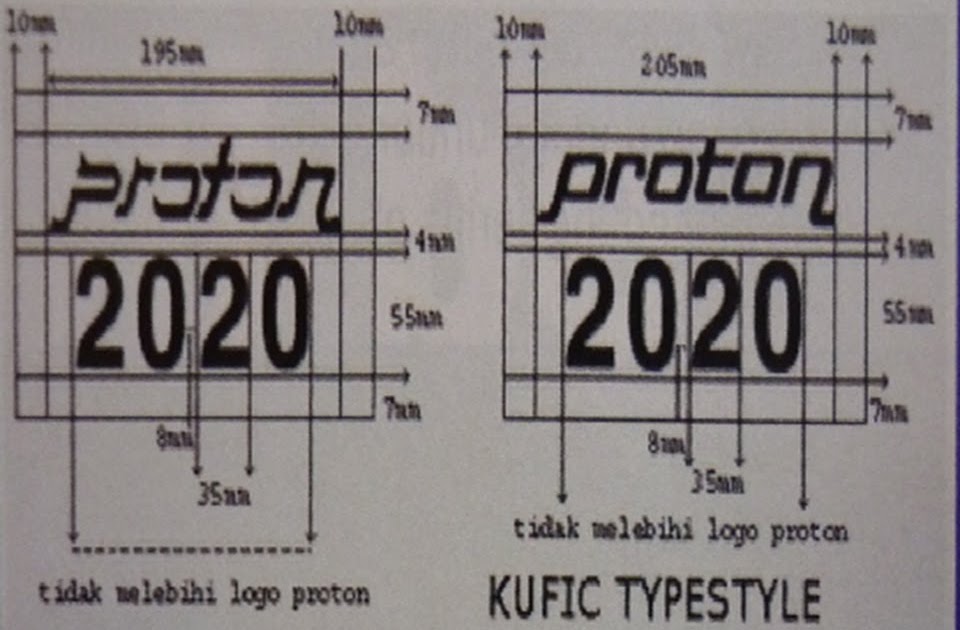 10mm 10mm
195mm
7mm
proton
4mm
2020
55mm
7mm
8mm
35mm
tidak melebihi logo proton
10mm 10mm
205mm
7mm
proton
4mm
2020
55mm
7mm
8mm
35mm
tidak melebihi logo proton
KUFIC TYPESTYLE